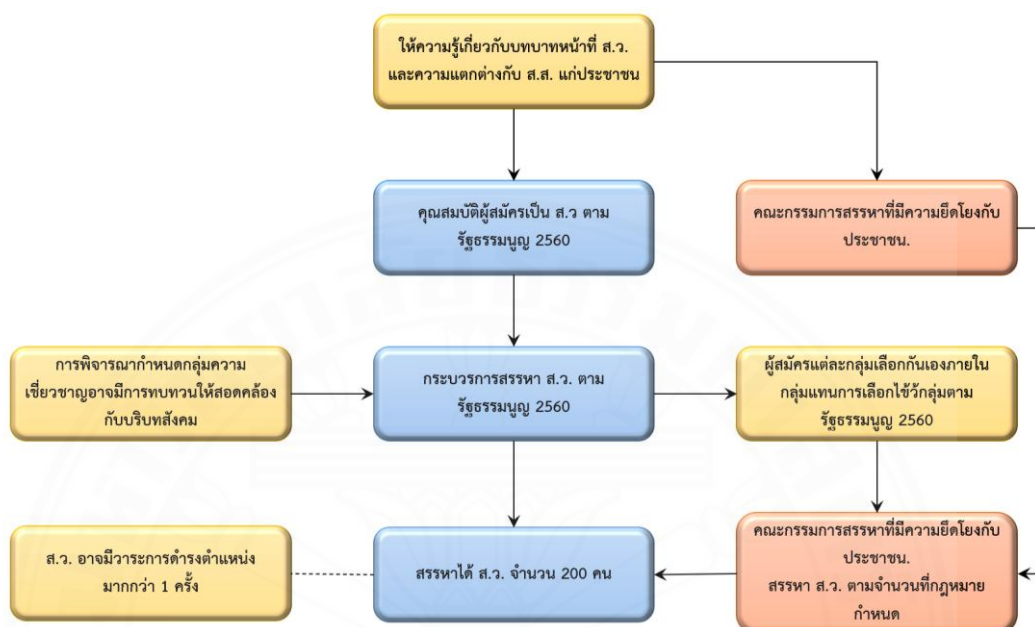 ให้ความรู้เกี่ยวกับบทบาทหน้าที่ ส.ว.
และความแตกต่างกับ ส.ส. แก่ประชาชน
คุณสมบัติผู้สมัครเป็น ส.ว ตาม
รัฐธรรมนูญ 2560
คณะกรรมการสรรหาที่มีความยึดโยงกับ
ประชาชน.
การพิจารณากำหนดกลุ่มความ
เชี่ยวชาญอาจมีการทบทวนให้สอดคล้อง
กับบริบทสังคม
กระบวรการสรรหา ส.ว. ตาม
รัฐธรรมนูญ 2560
ผู้สมัครแต่ละกลุ่มเลือกกันเองภายใน
กลุ่มแทนการเลือกไข้ว้กลุ่มตาม
รัฐธรรมนูญ 2560
ส.ว. อาจมีวาระการดำรงตำแหน่ง
มากกว่า 1 ครั้ง
สรรหาได้ ส.ว. จำนวน 200 คน
คณะกรรมการสรรหาที่มีความยึดโยงกับ
ประชาชน.
สรรหา ส.ว. ตามจำนวนที่กฎหมาย
กำหนด